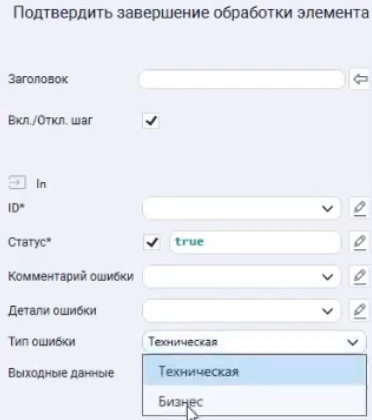 Подтвердить завершение обработки элемента
Заголовок
Вкл./Откл. шаг
In
ID*
Статус* true
Комментарий ошибки
Детали ошибки
Тип ошибки Техническая
Выходные данные
Техническая
Бизнес